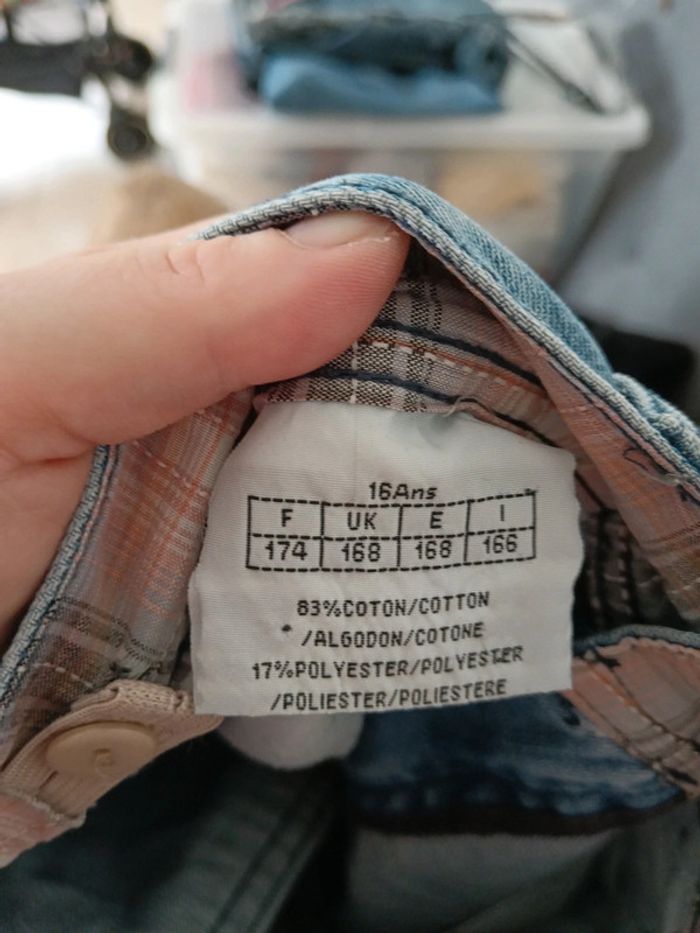 16Ans
F UK E I
174 168 168 166
83%COTON/COTTON
/ALGODON/COTONE
17%POLYESTER/POLYESTER
/POLIESTER/POLIESTERE